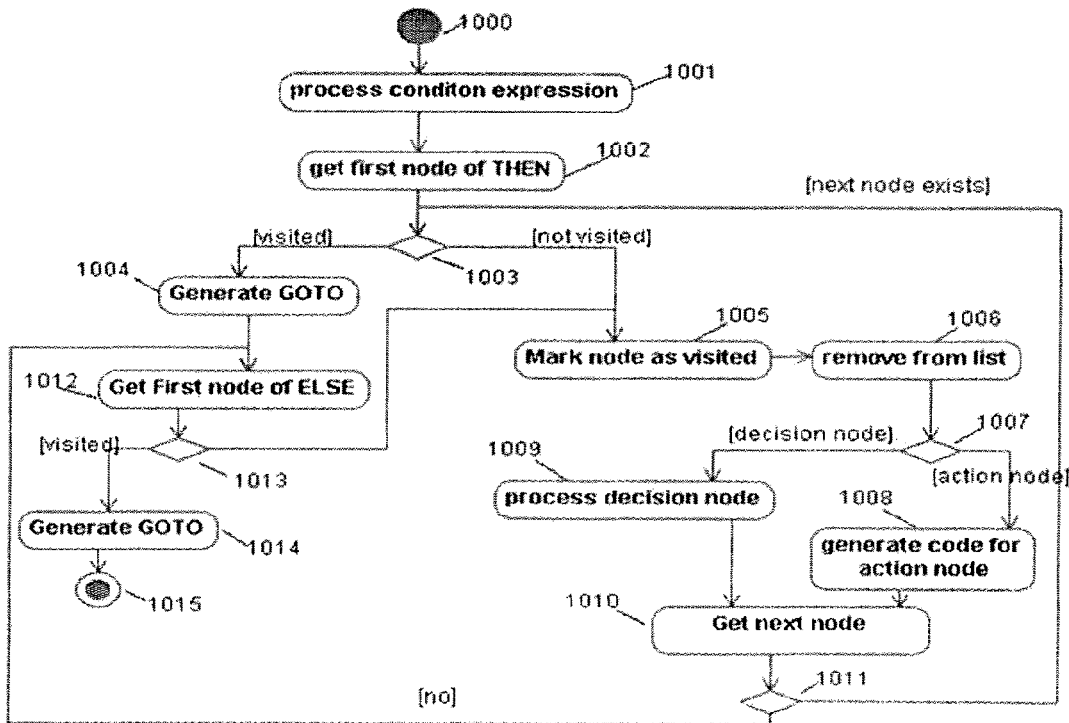 1000
1001
process conditon expression
1002
get first node of THEN
[next node exists]
[visited]
[not visited]
1003
1004
Generate GOTO
1005
Mark node as visited
1006
remove from list
1012
Get First node of ELSE
[visited]
1013
[decision node]
1007
[action node]
1009
process decision node
1008
generate code for
action node
Generate GOTO
1014
1015
1010
Get next node
1011
[no]